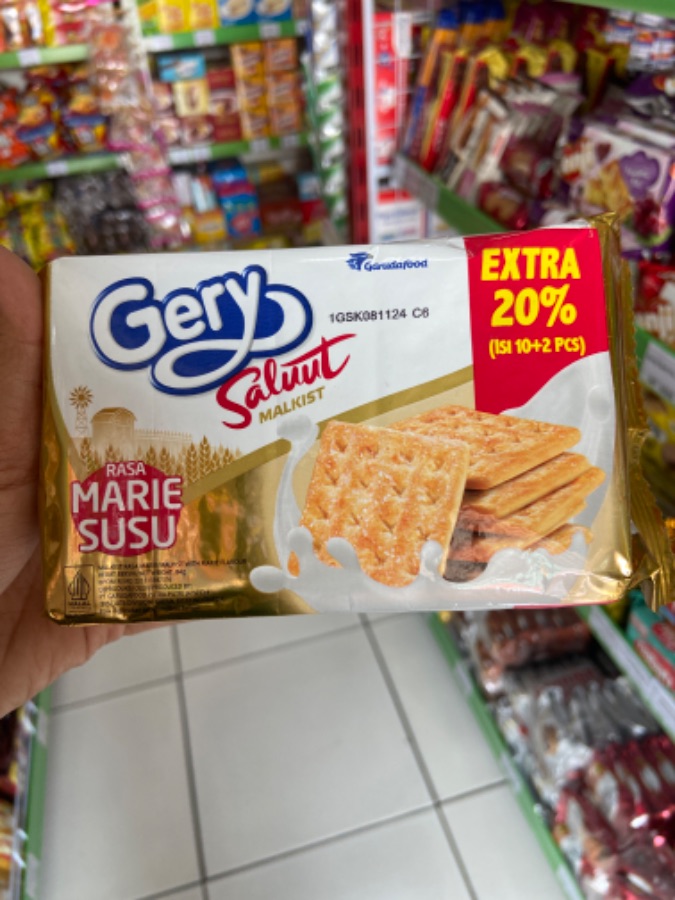 Garudafood
Gery
1GSK081124 C6
Saluut
MALKIST
EXTRA
20%
(ISI 10+2 PCS)
RASA
MARIE
SUSU